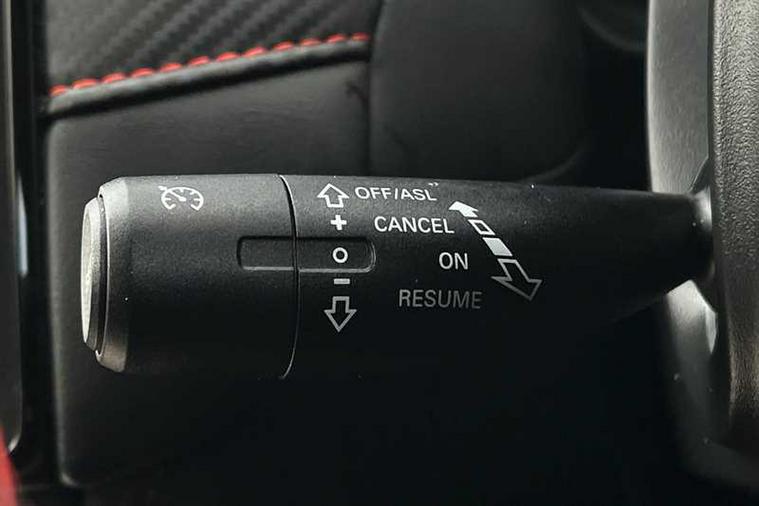 OFF/ASL
+
CANCEL
O
ON
−
RESUME